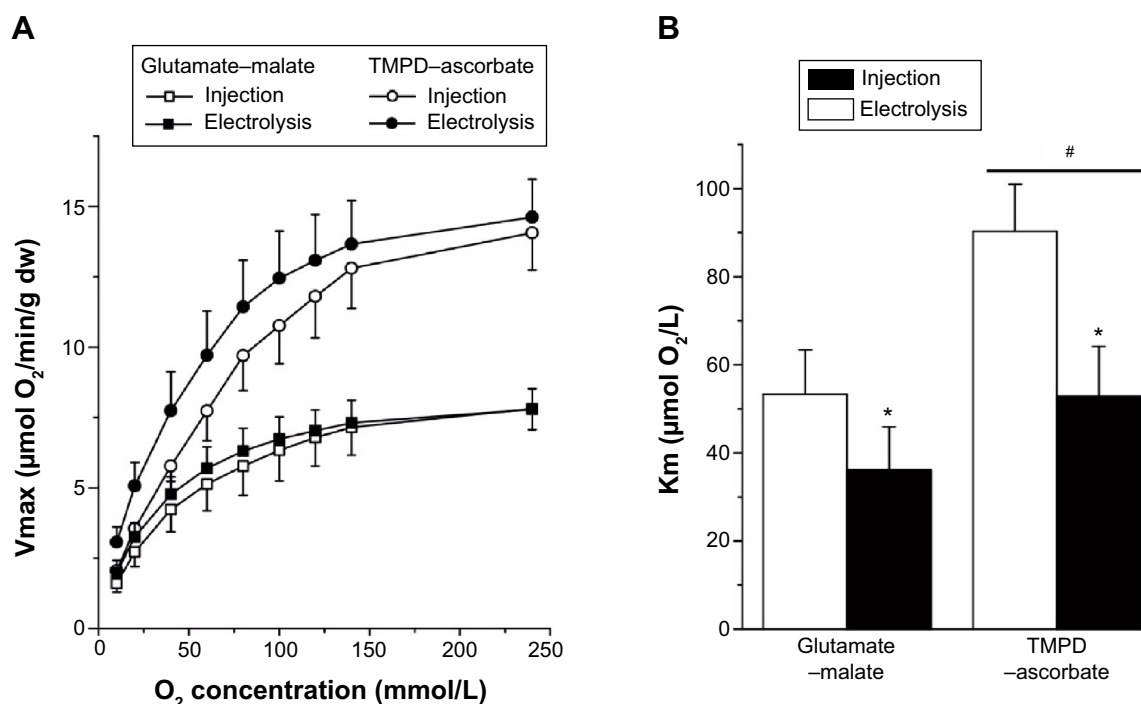 A
Glutamate–malate TMPD–ascorbate
Injection Injection
Electrolysis Electrolysis
15
10
5
0
Vmax (µmol O₂/min/g dw)
0 50 75 100 150 200 250
O₂ concentration (mmol/L)
B
Injection
Electrolysis
#
100
80
60
40
20
0
Km (µmol O₂/L)
*
*
Glutamate
–malate
TMPD
–ascorbate